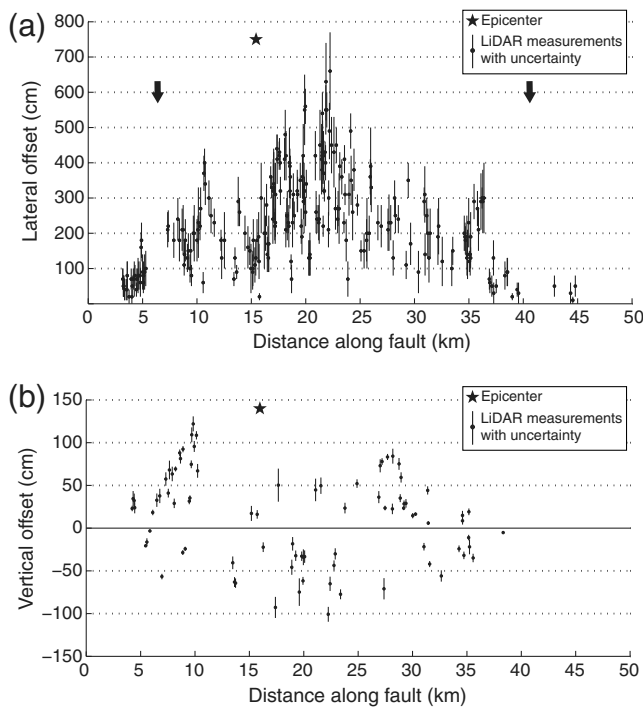 (a)
800
700
600
500
400
300
200
100
Lateral offset (cm)
Epicenter
LiDAR measurements
with uncertainty
0 5 10 15 20 25 30 35 40 45 50
Distance along fault (km)
(b)
150
100
50
0
−50
−100
−150
Vertical offset (cm)
Epicenter
LiDAR measurements
with uncertainty
0 5 10 15 20 25 30 35 40 45 50
Distance along fault (km)